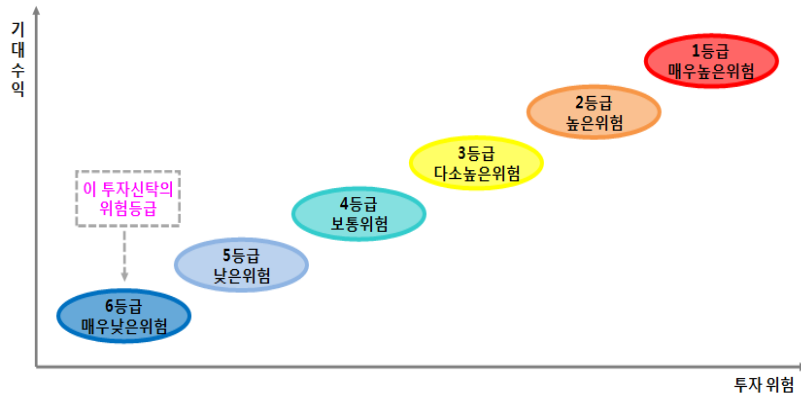 기대수익
1등급
매우높은위험
2등급
높은위험
3등급
다소높은위험
이 투자신탁의
위험등급
4등급
보통위험
5등급
낮은위험
6등급
매우낮은위험
투자 위험